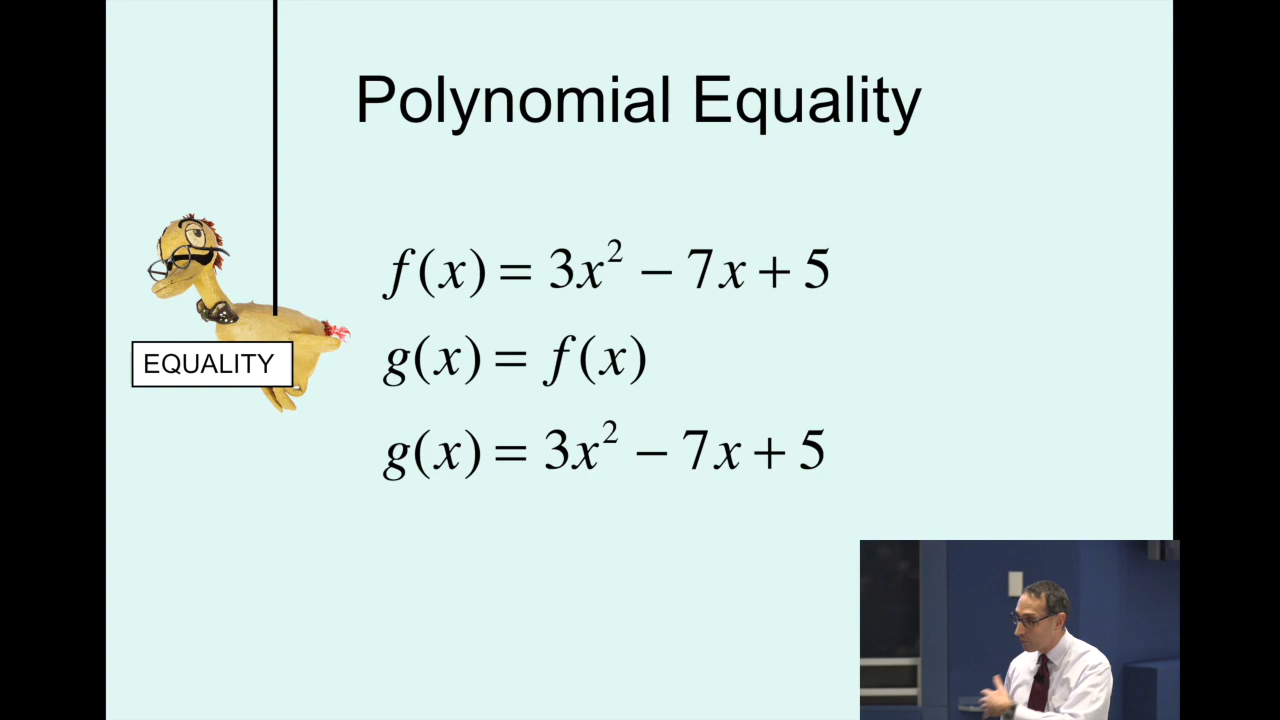 Polynomial Equality
f(x) = 3x² − 7x + 5
g(x) = f(x)
EQUALITY
g(x) = 3x² − 7x + 5